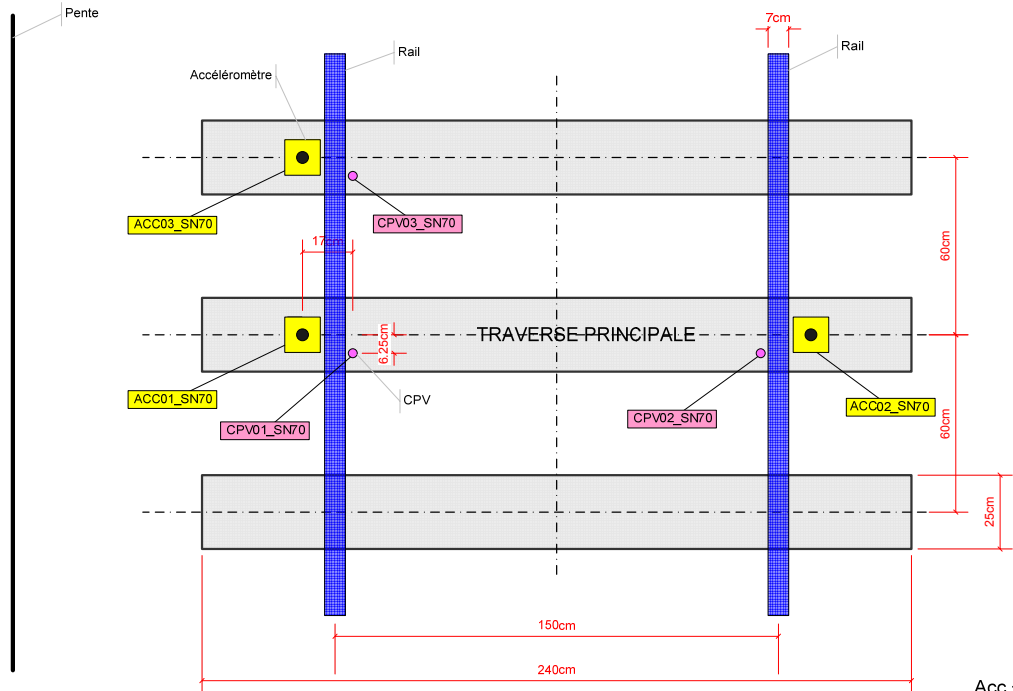 Pente
7cm
Rail
Rail
Accéléromètre
ACC03_SN70
CPV03_SN70
17cm
60cm
TRAVERSE PRINCIPALE
6.25cm
ACC01_SN70
CPV
CPV01_SN70
CPV02_SN70
ACC02_SN70
60cm
25cm
150cm
240cm
Acc